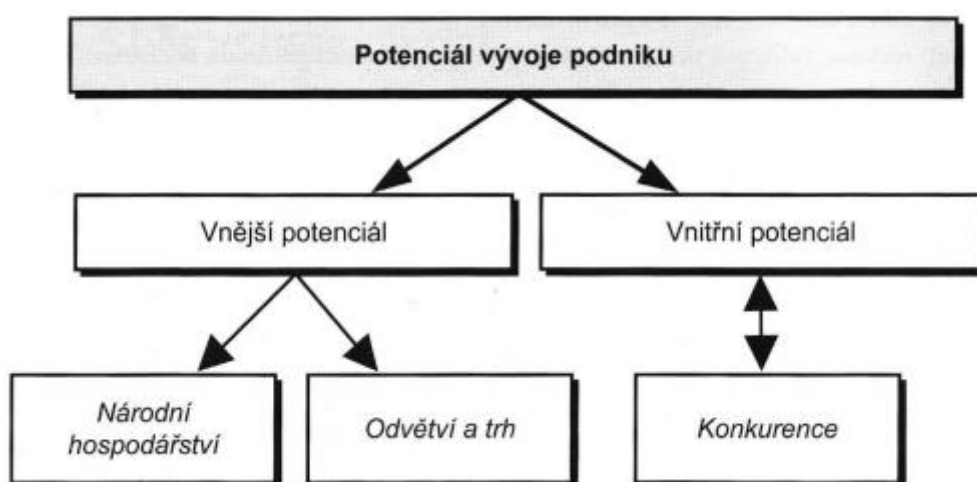 Potenciál vývoje podniku
Vnější potenciál
Vnitřní potenciál
Národní
hospodářství
Odvětví a trh
Konkurence